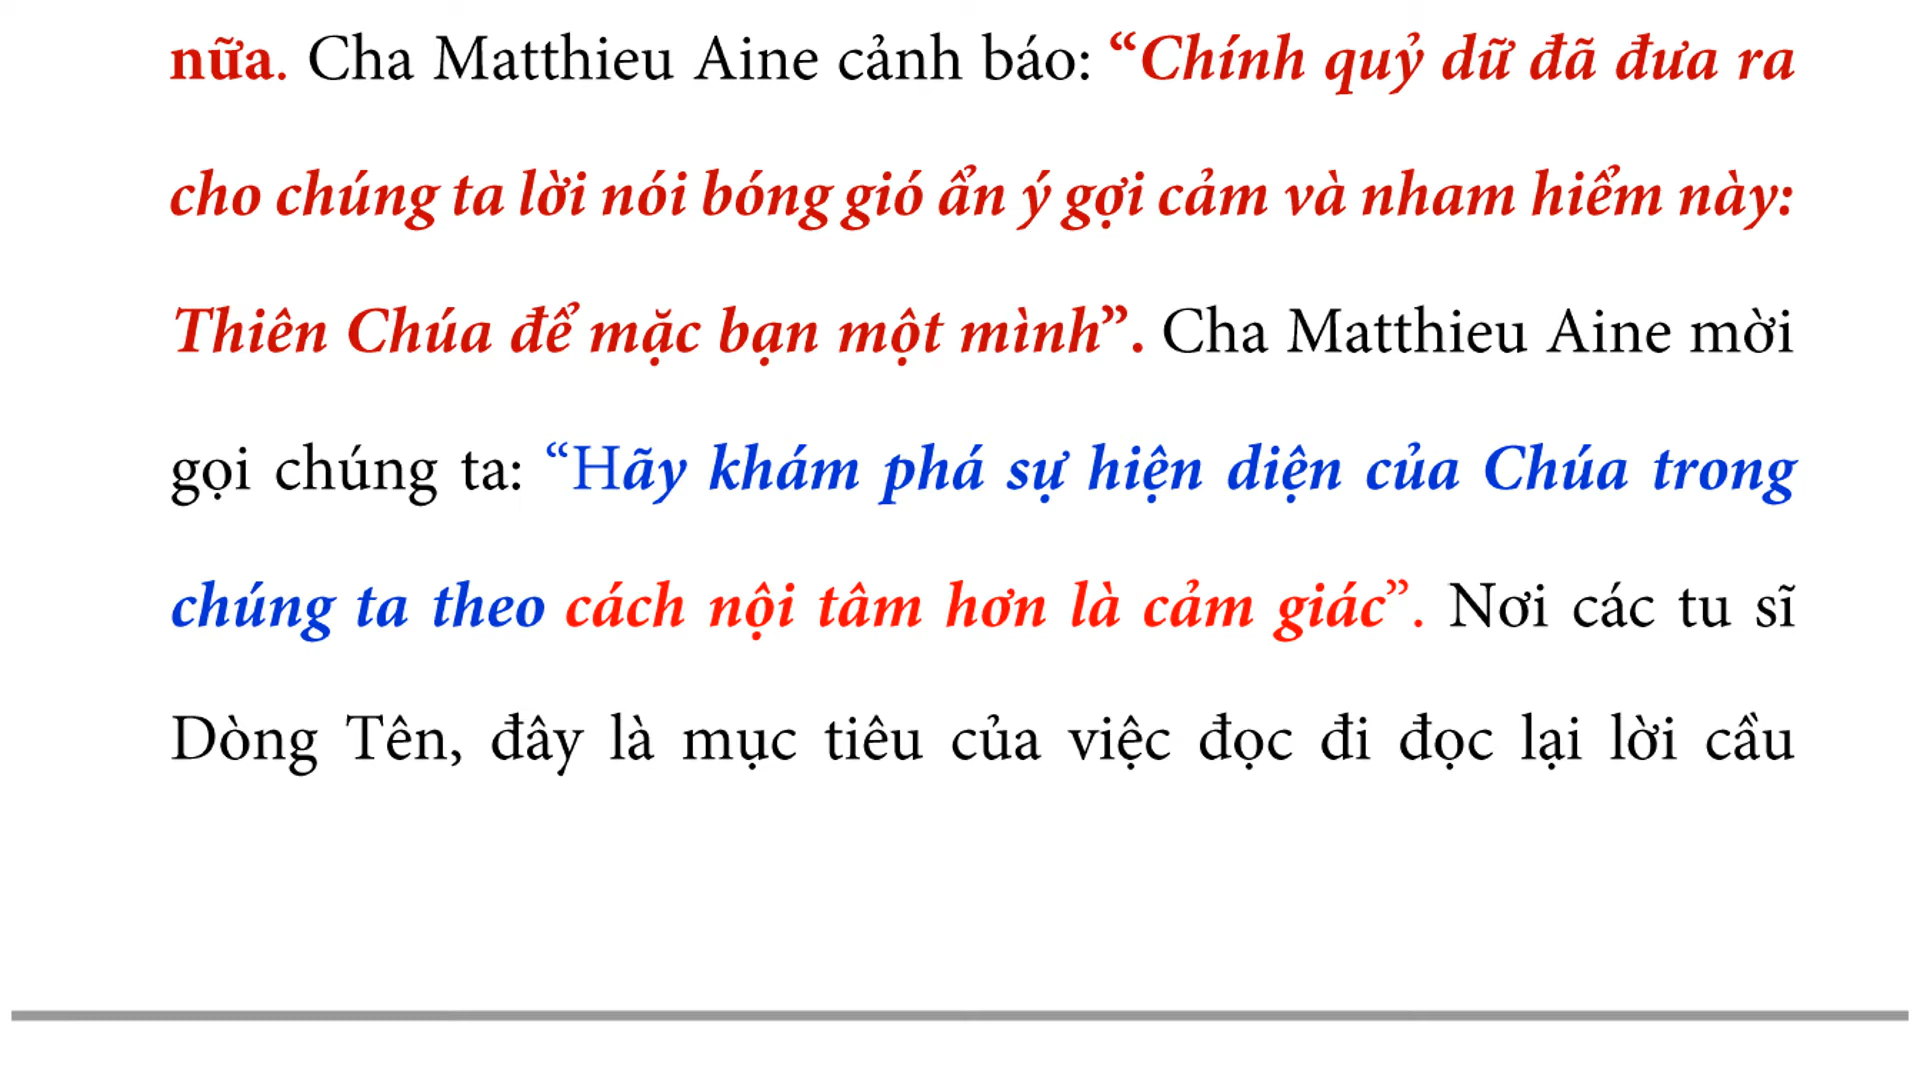 nữa. Cha Matthieu Aine cảnh báo: “Chính quỷ dữ đã đưa ra
cho chúng ta lời nói bóng gió ẩn ý gợi cảm và nham hiểm này:
Thiên Chúa để mặc bạn một mình”. Cha Matthieu Aine mời
gọi chúng ta: “Hãy khám phá sự hiện diện của Chúa trong
chúng ta theo cách nội tâm hơn là cảm giác”. Nơi các tu sĩ
Dòng Tên, đây là mục tiêu của việc đọc đi đọc lại lời cầu